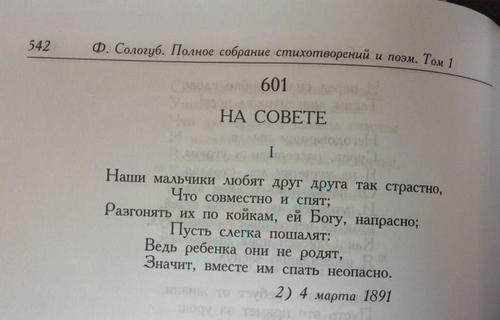 542 Ф. Сологуб. Полное собрание стихотворений и поэм. Том 1
601
НА СОВЕТЕ
I
Наши мальчики любят друг друга так страстно,
Что совместно и спят;
Разгонять их по койкам, ей Богу, напрасно;
Пусть слегка пошалят:
Ведь ребенка они не родят,
Значит, вместе им спать неопасно.
2) 4 марта 1891